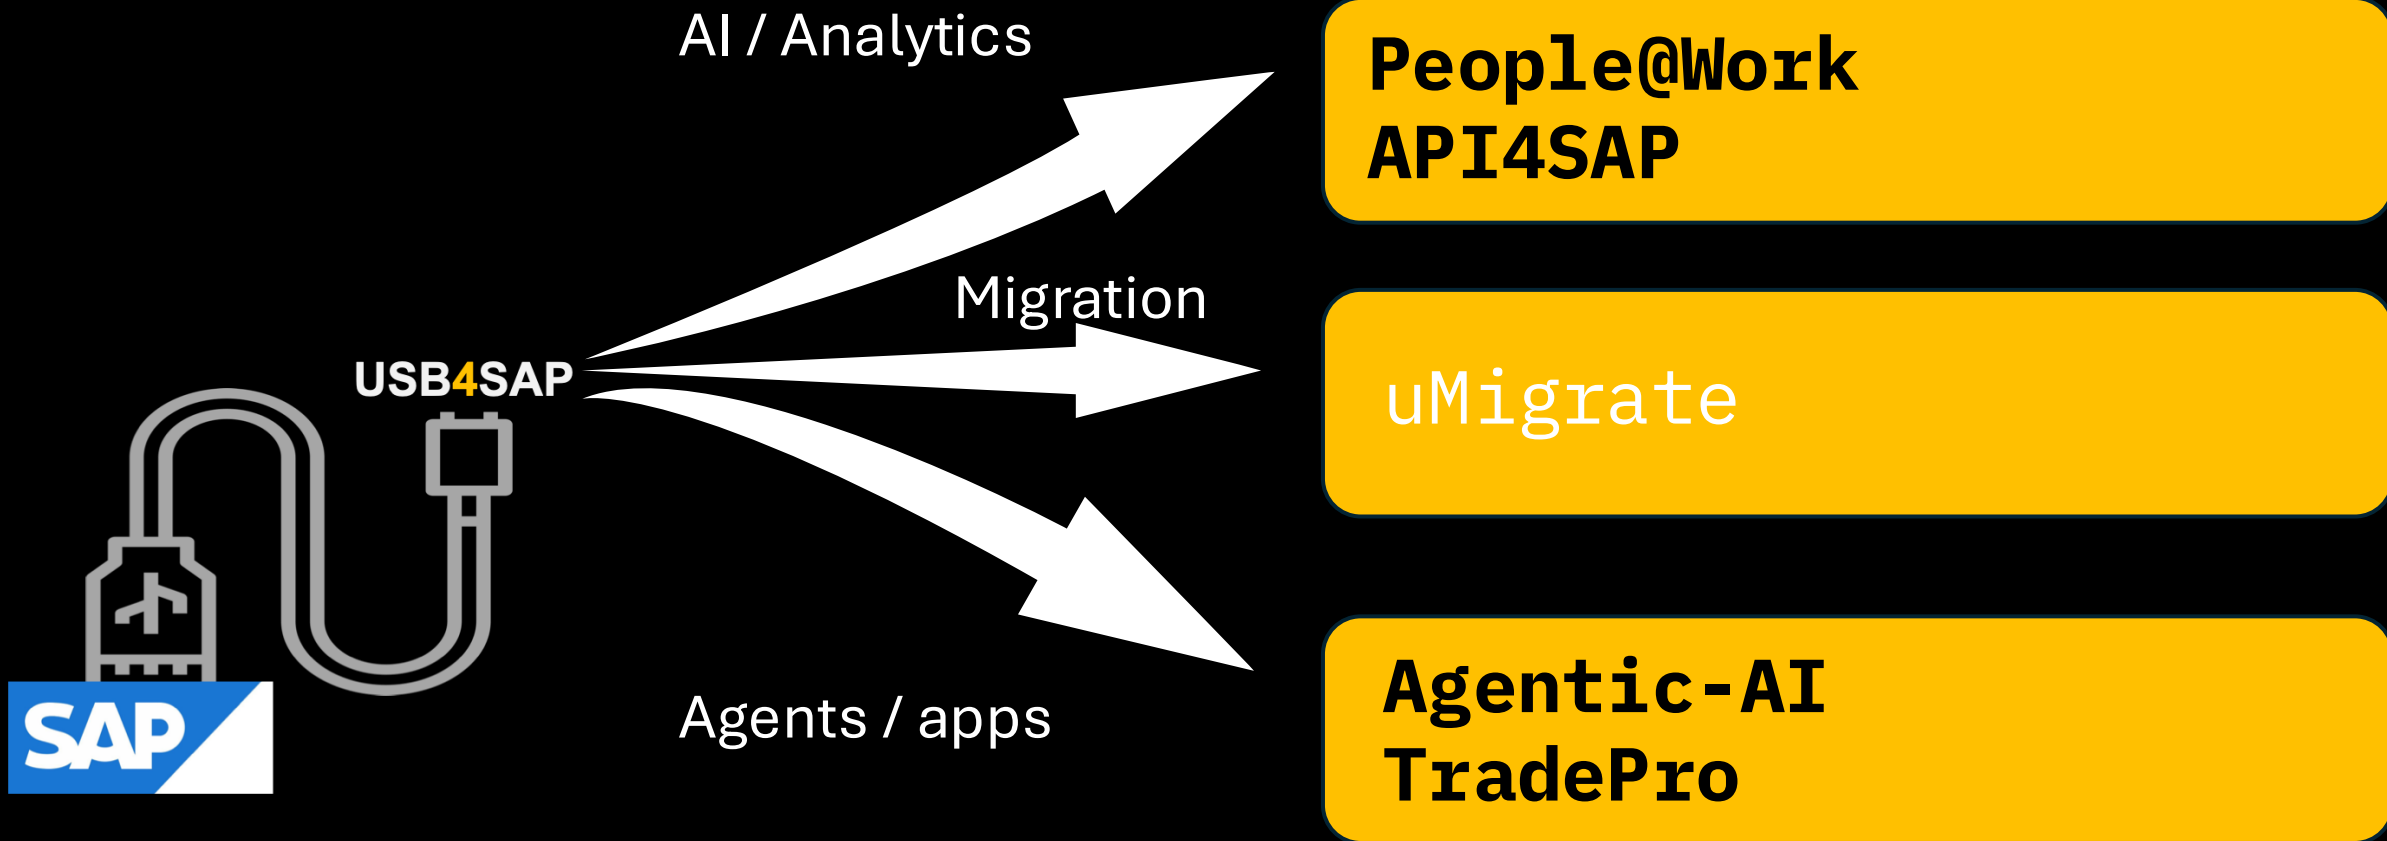 AI / Analytics
People@Work
API4SAP
Migration
USB4SAP
uMigrate
Agents / apps
Agentic-AI
TradePro
SAP